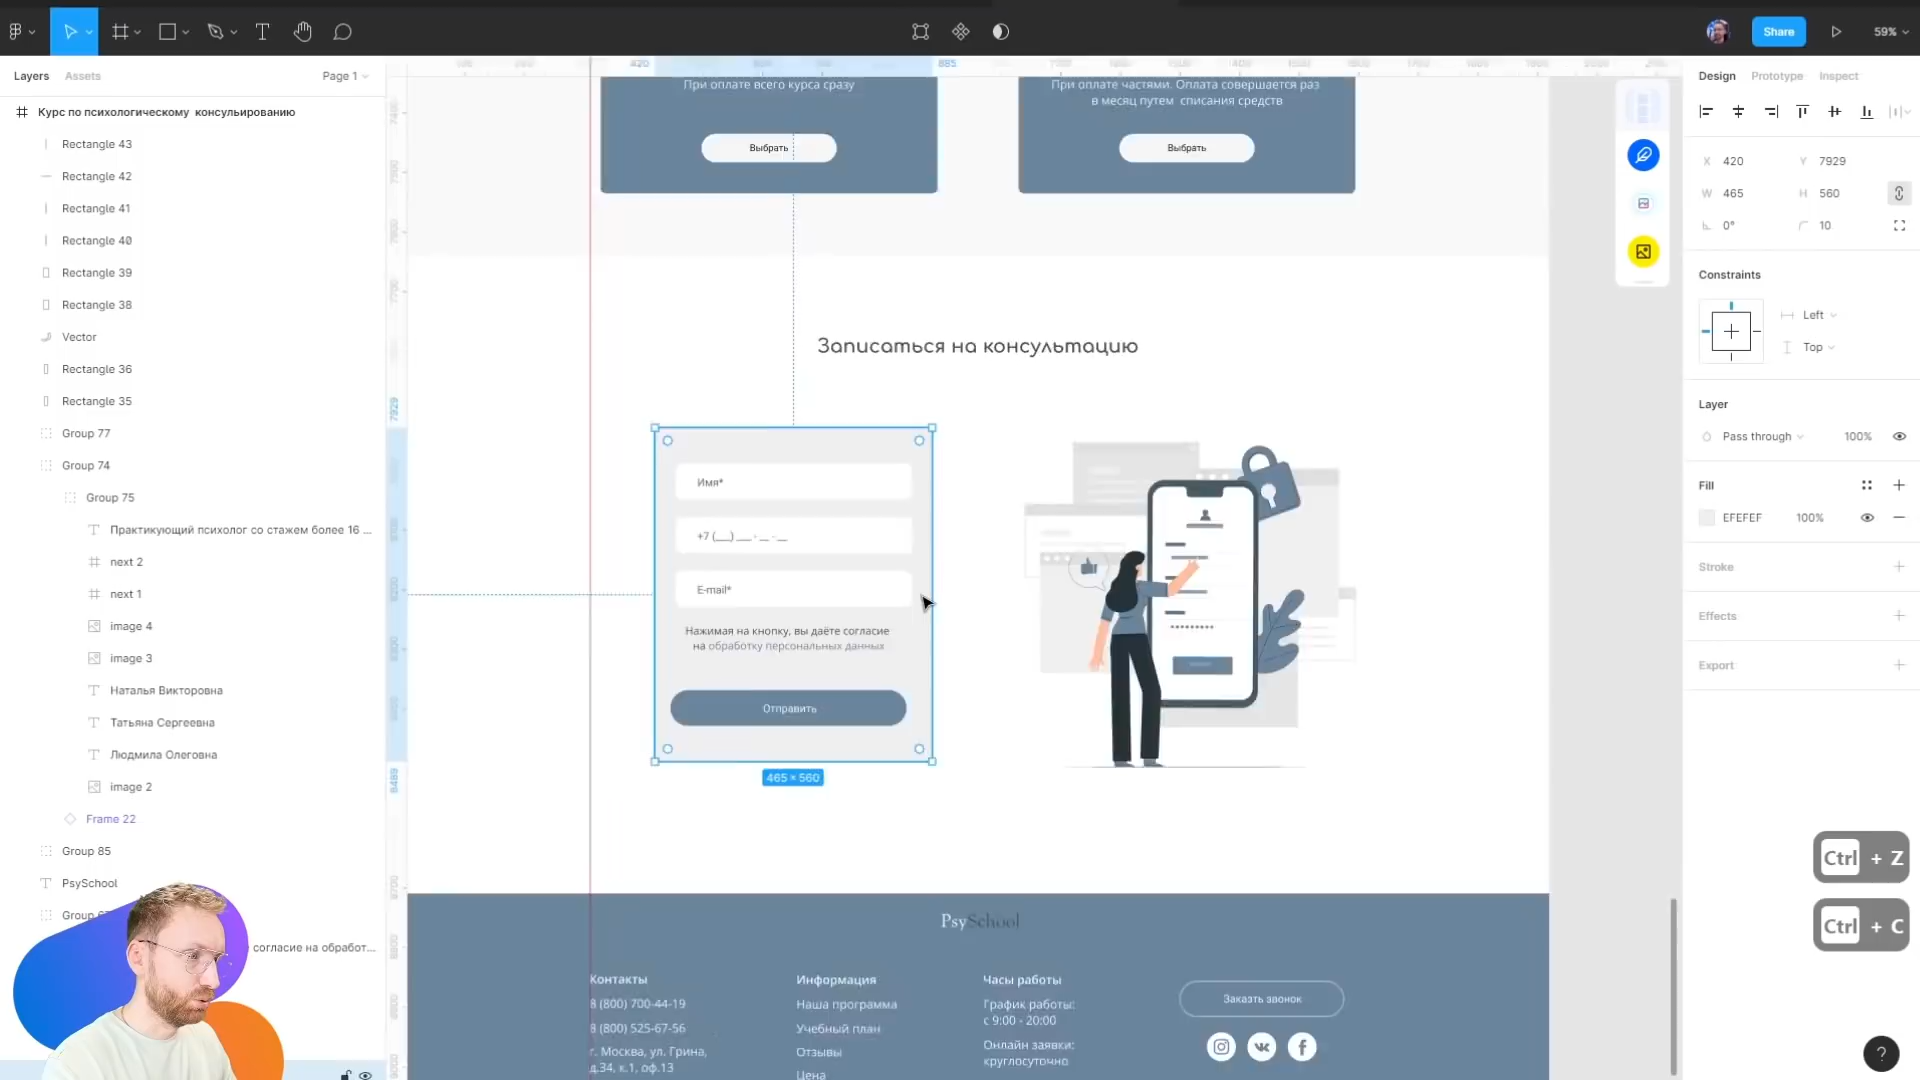 Share
59%
Layers
Assets
Page 1
Design
Prototype
Inspect
Курс по психологическому консульированию
Rectangle 43
Rectangle 42
Rectangle 41
Rectangle 40
Rectangle 39
Rectangle 38
Vector
Rectangle 36
Rectangle 35
Group 77
Group 74
Group 75
Практикующий психолог со стажем более 16 ...
next 2
next 1
image 4
image 3
Наталья Викторовна
Татьяна Сергеевна
Людмила Олеговна
image 2
Frame 22
Group 85
PsySchool
Group
согласие на обработ...
420
885
7929
8489
При оплате всего курса сразу
Выбрать
При оплате частями. Оплата совершается раз
в месяц путем списания средств
Выбрать
Записаться на консультацию
Имя*
+7 (___) ___ - __ - __
E-mail*
Нажимая на кнопку, вы даёте согласие
на обработку персональных данных
Отправить
465 × 560
PsySchool
Контакты
8 (800) 700-44-19
8 (800) 525-67-56
г. Москва, ул. Грина,
д.34, к.1, оф.13
Информация
Наша программа
Учебный план
Отзывы
Цена
Часы работы
График работы:
с 9:00 - 20:00
Онлайн заявки:
круглосуточно
Заказть звонок
X 420
Y 7929
W 465
H 560
0°
10
Constraints
Left
Top
Layer
Pass through
100%
Fill
EFEFEF
100%
Stroke
Effects
Export
Ctrl + Z
Ctrl + C
?